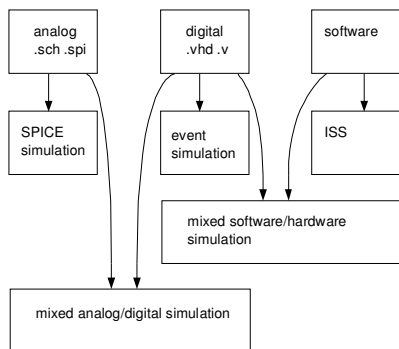 analog
.sch .spi
digital
.vhd .v
software
SPICE
simulation
event
simulation
ISS
mixed software/hardware
simulation
mixed analog/digital simulation